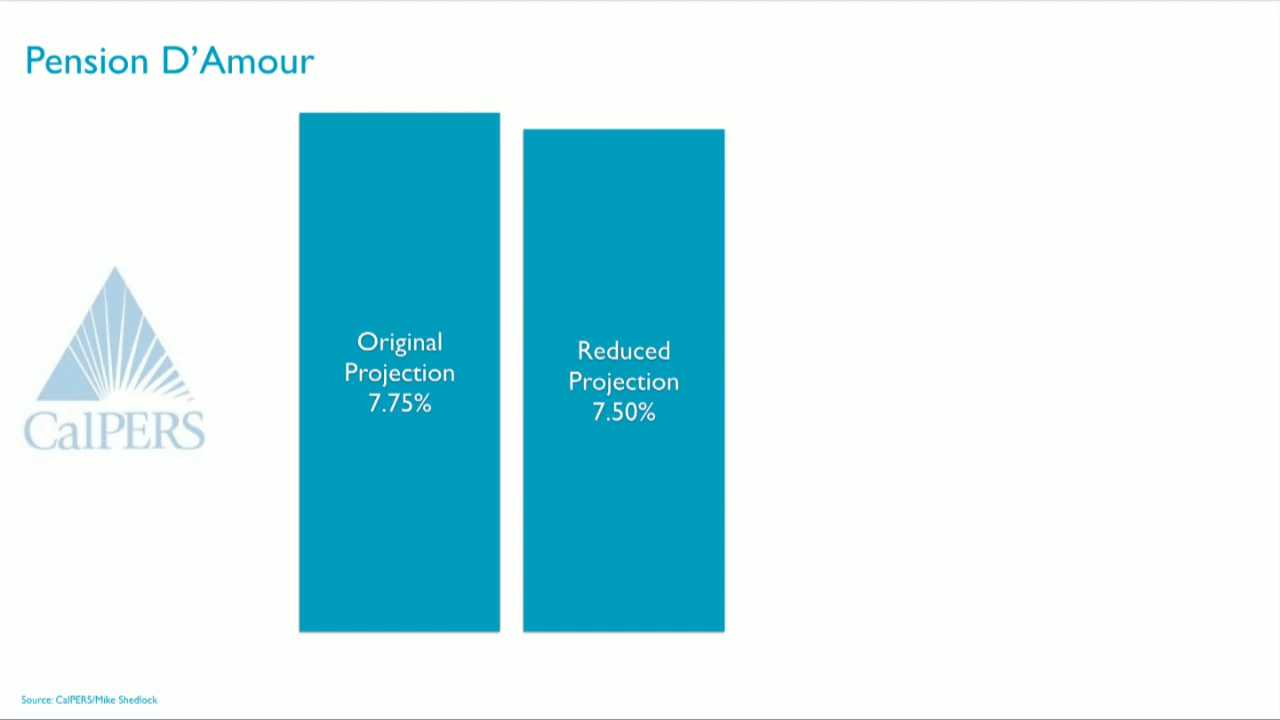 Pension D’Amour
Original
Projection
7.75%
Reduced
Projection
7.50%
CalPERS
Source: CalPERS/Mike Shedlock